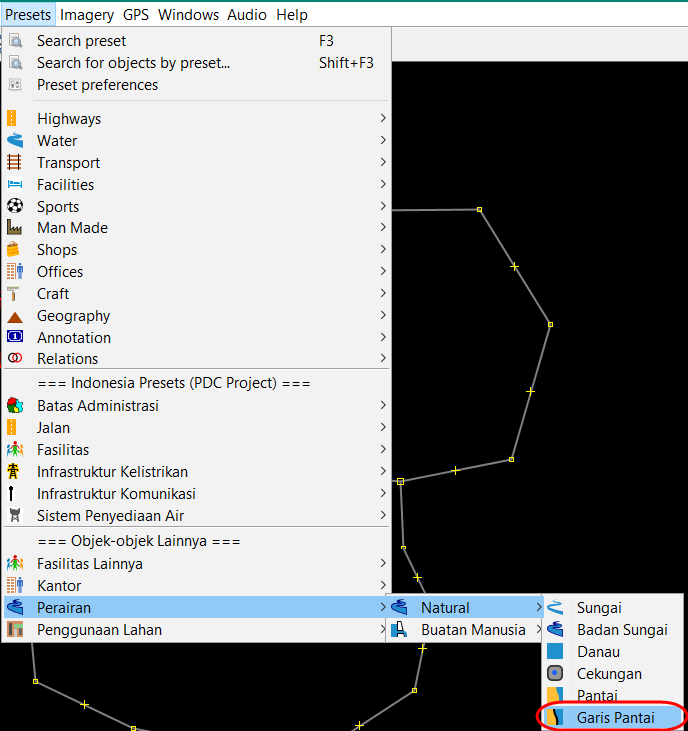 Presets Imagery GPS Windows Audio Help
Search preset F3
Search for objects by preset... Shift+F3
Preset preferences
Highways
Water
Transport
Facilities
Sports
Man Made
Shops
Offices
Craft
Geography
Annotation
Relations
=== Indonesia Presets (PDC Project) ===
Batas Administrasi
Jalan
Fasilitas
Infrastruktur Kelistrikan
Infrastruktur Komunikasi
Sistem Penyediaan Air
=== Objek-objek Lainnya ===
Fasilitas Lainnya
Kantor
Perairan
Penggunaan Lahan
Natural
Buatan Manusia
Sungai
Badan Sungai
Danau
Cekungan
Pantai
Garis Pantai